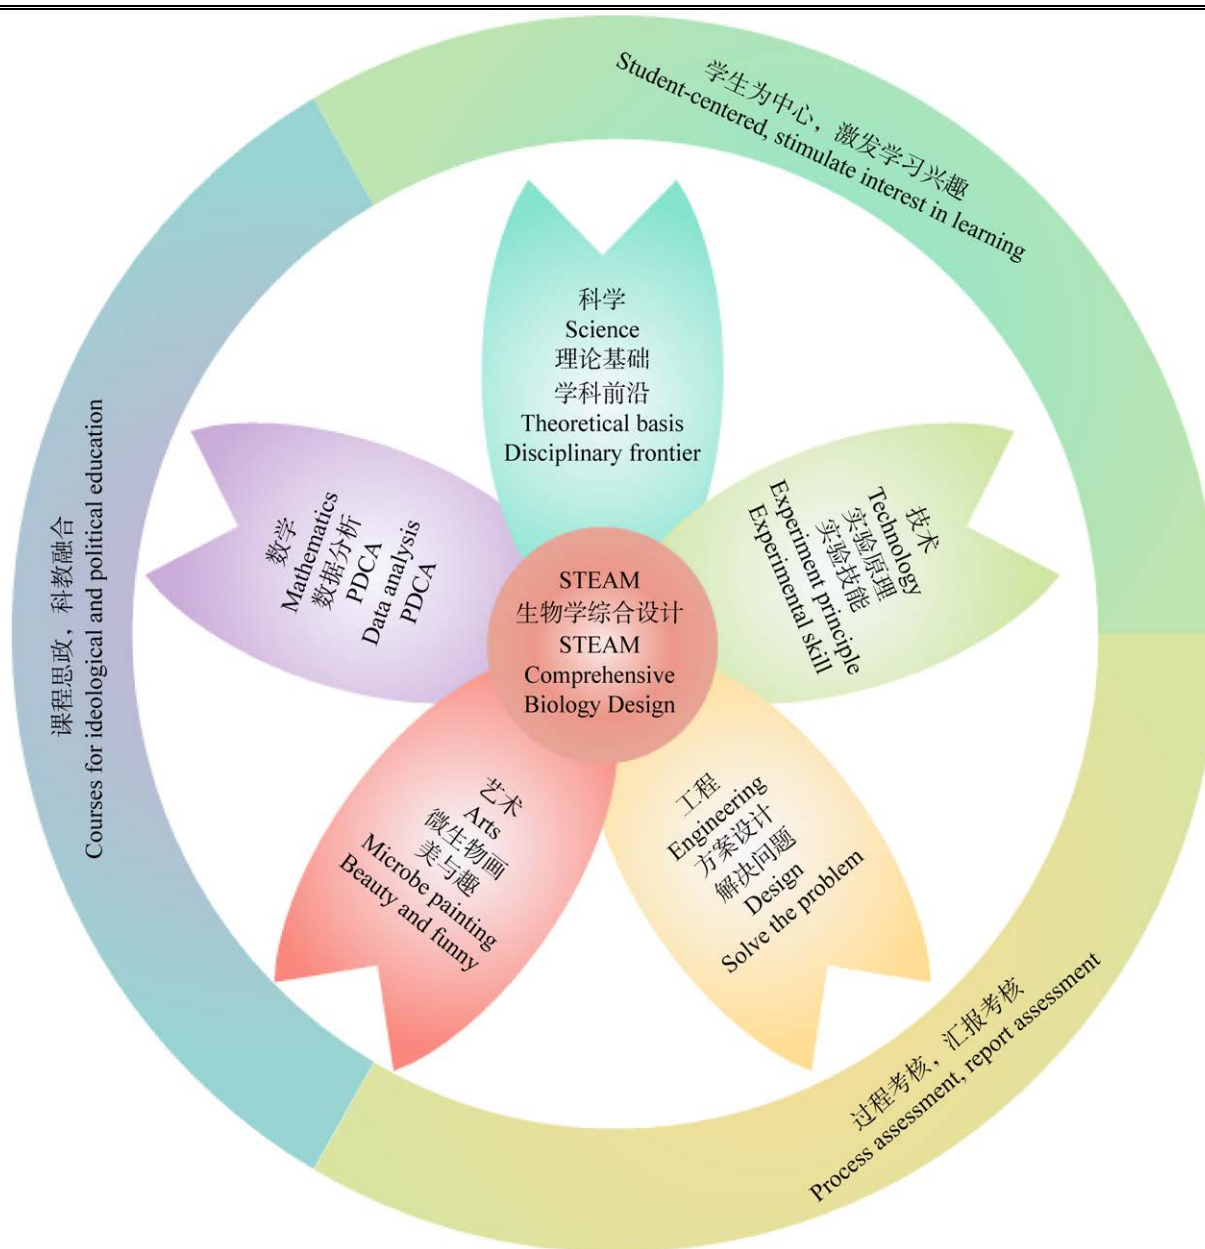 学生为中心，激发学习兴趣
Student-centered, stimulate interest in learning
科学
Science
理论基础
学科前沿
Theoretical basis
Disciplinary frontier
技术
Technology
实验原理
实验技能
Experiment principle
Experimental skill
工程
Engineering
方案设计
解决问题
Design
Solve the problem
艺术
Arts
微生物画
美与趣
Microbe painting
Beauty and funny
数学
Mathematics
数据分析
PDCA
Data analysis
PDCA
STEAM
生物学综合设计
STEAM
Comprehensive
Biology Design
课程思政，科教融合
Courses for ideological and political education
过程考核，汇报考核
Process assessment, report assessment